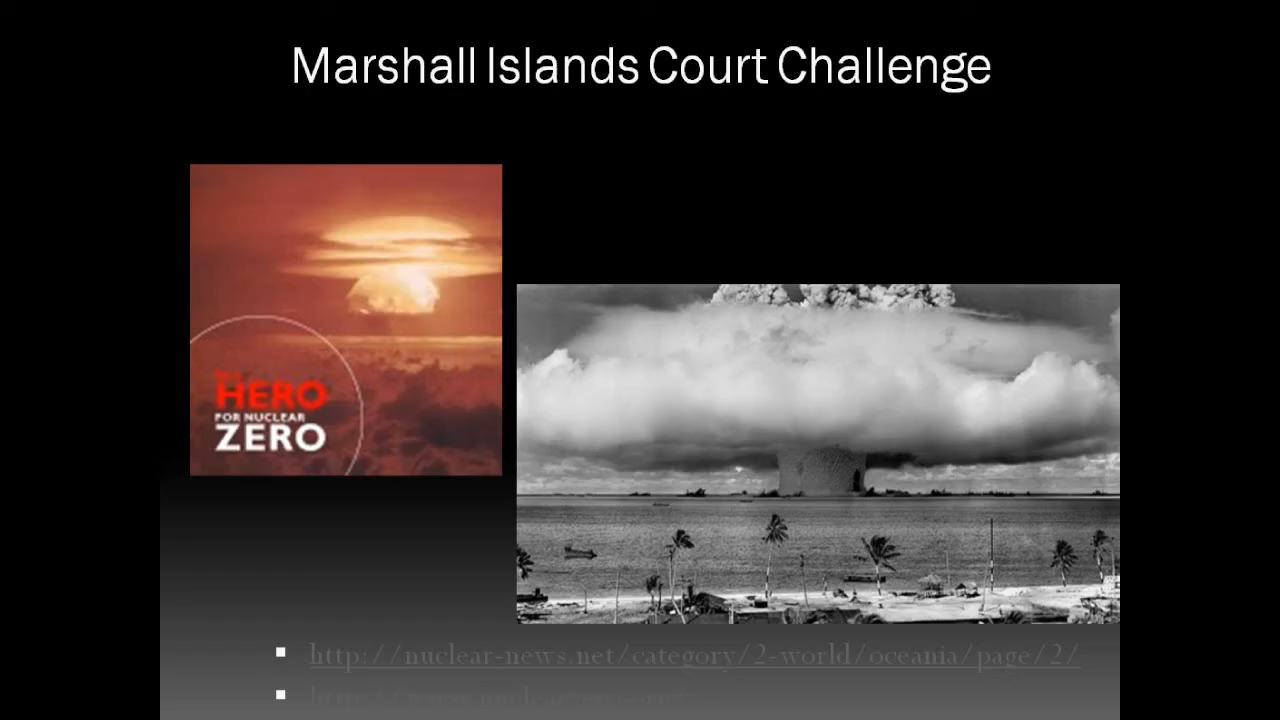 Marshall Islands Court Challenge
HERO
FOR NUCLEAR
ZERO
http://nuclear-news.net/category/2-world/oceania/page/2/